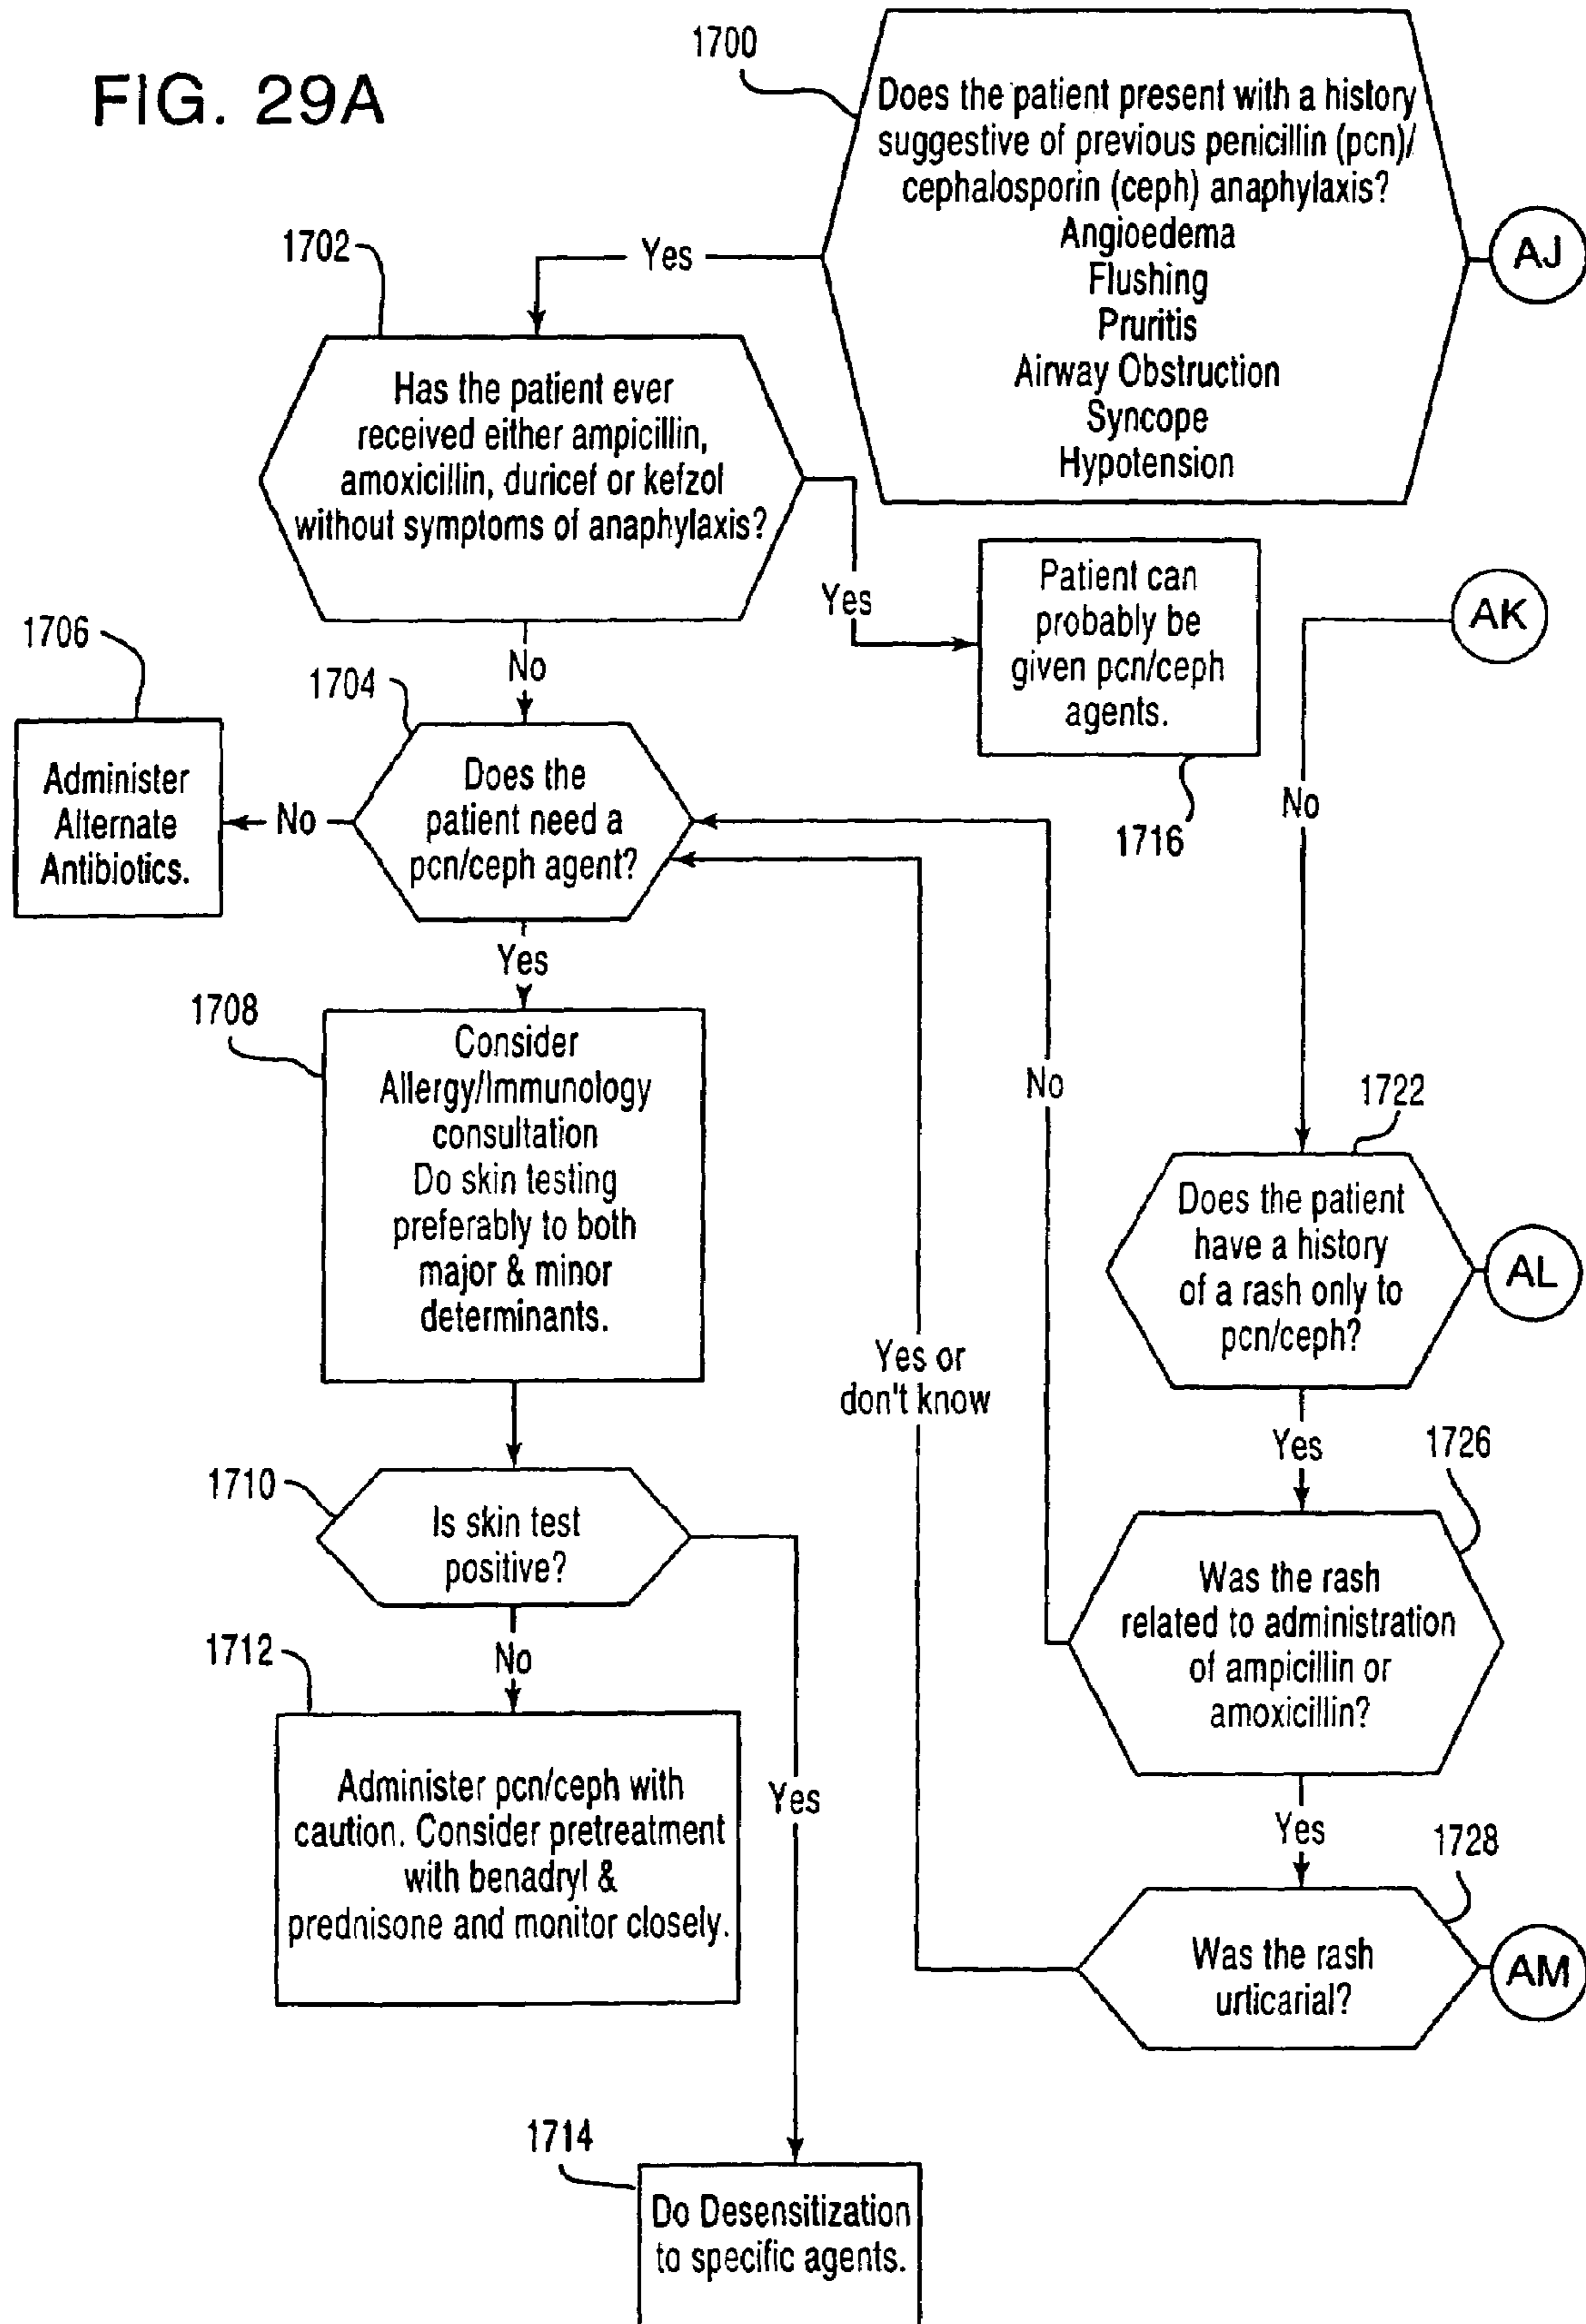 FIG. 29A
1700
Does the patient present with a history
suggestive of previous penicillin (pcn)/
cephalosporin (ceph) anaphylaxis?
Angioedema
Flushing
Pruritis
Airway Obstruction
Syncope
Hypotension
AJ
Yes
1702
Has the patient ever
received either ampicillin,
amoxicillin, duricef or kefzol
without symptoms of anaphylaxis?
Yes
Patient can
probably be
given pcn/ceph
agents.
1716
AK
No
No
1704
Does the
patient need a
pcn/ceph agent?
No
1706
Administer
Alternate
Antibiotics.
Yes
1708
Consider
Allergy/Immunology
consultation
Do skin testing
preferably to both
major & minor
determinants.
No
Yes or
don't know
1722
Does the patient
have a history
of a rash only to
pcn/ceph?
AL
Yes
1726
Was the rash
related to administration
of ampicillin or
amoxicillin?
Yes
1728
Was the rash
urticarial?
AM
1710
Is skin test
positive?
No
1712
Administer pcn/ceph with
caution. Consider pretreatment
with benadryl &
prednisone and monitor closely.
Yes
1714
Do Desensitization
to specific agents.